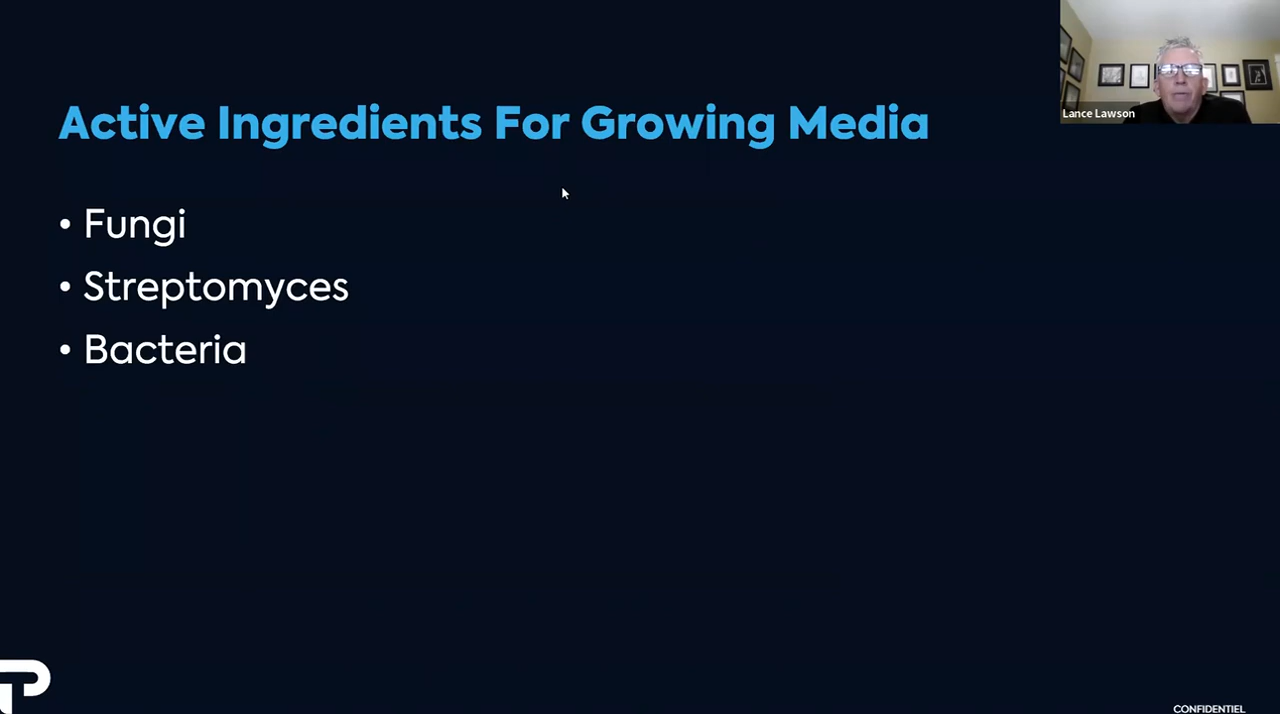 Active Ingredients For Growing Media
• Fungi
• Streptomyces
• Bacteria
Lance Lawson
CONFIDENTIEL